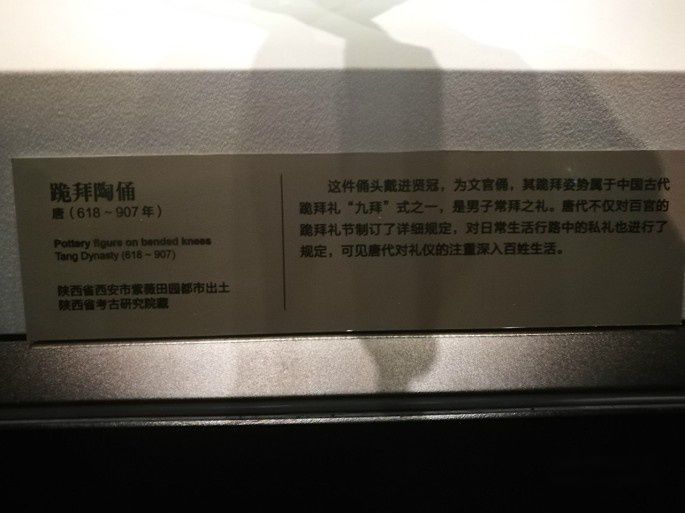 跪拜陶俑
唐（618～907年）
Pottery figure on bended knees
Tang Dynasty (618～907)
陕西省西安市紫薇田园都市出土
陕西省考古研究院藏
这件俑头戴进贤冠，为文官俑，其跪拜姿势属于中国古代
跪拜礼“九拜”式之一，是男子常拜之礼。唐代不仅对百官的
跪拜礼节制订了详细规定，对日常生活行路中的私礼也进行了
规定，可见唐代对礼仪的注重深入百姓生活。